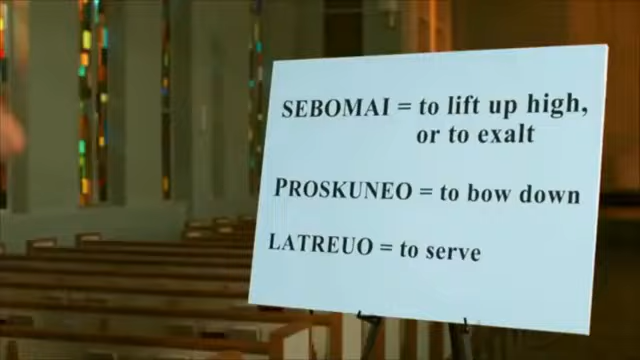 SEBOMAI = to lift up high,
or to exalt
PROSKUNEO = to bow down
LATREUO = to serve